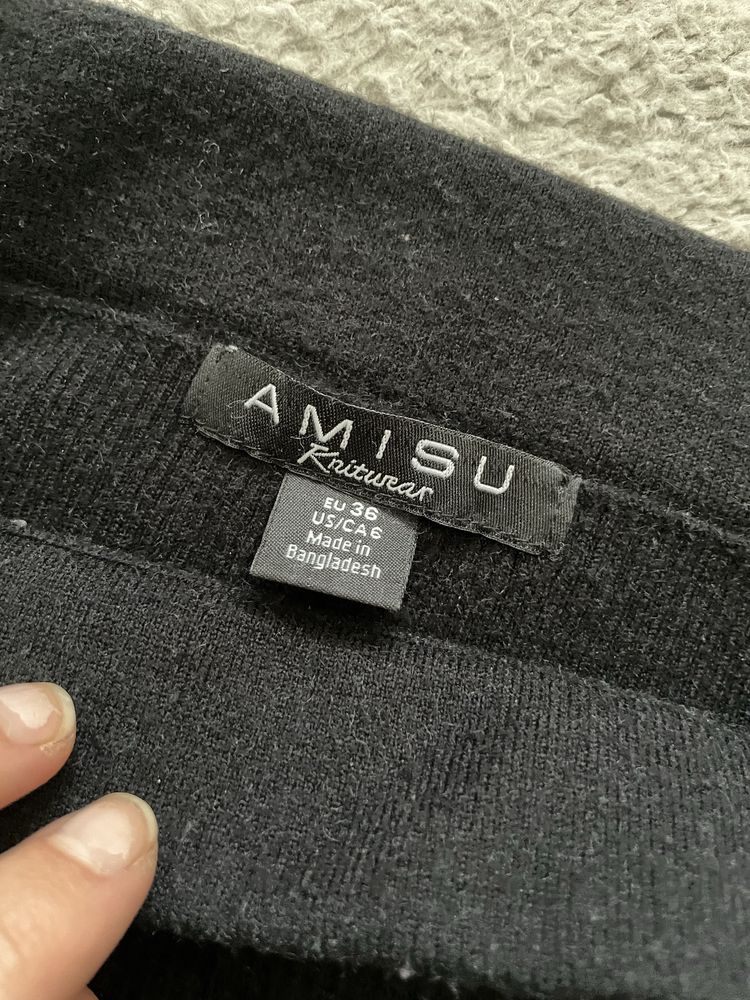 AMISU
Knitwear
EU 36
US/CA 6
Made in
Bangladesh